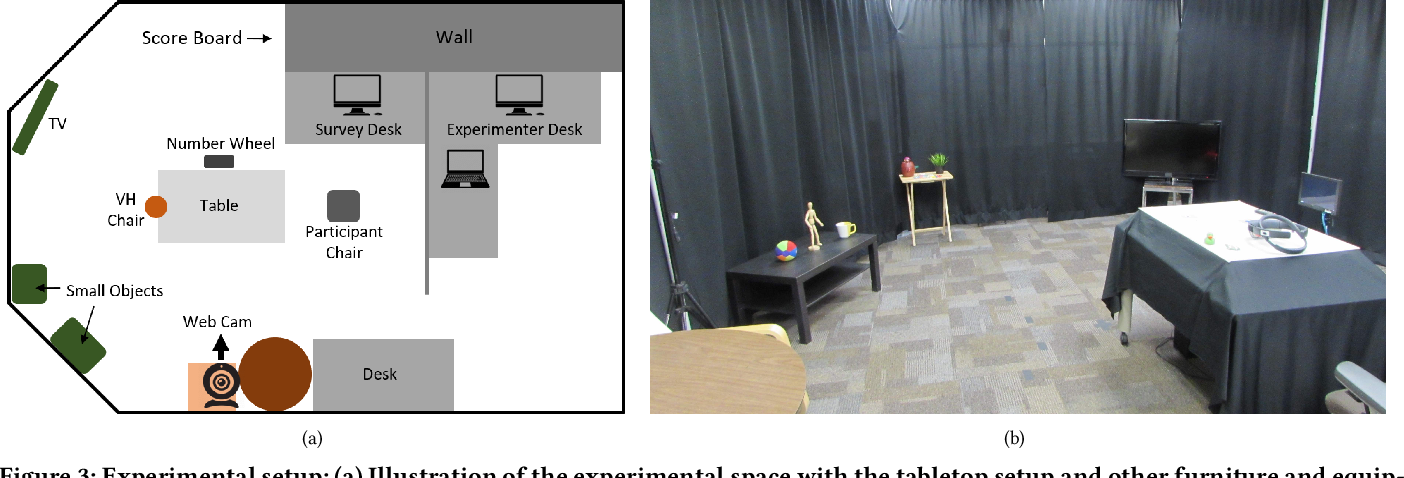 Score Board
Wall
TV
Survey Desk
Experimenter Desk
Number Wheel
VH
Chair
Table
Participant
Chair
Small Objects
Web Cam
Desk
(a)
(b)
Figure 3: Experimental setup: (a) Illustration of the experimental space with the tabletop setup and other furniture and equip-